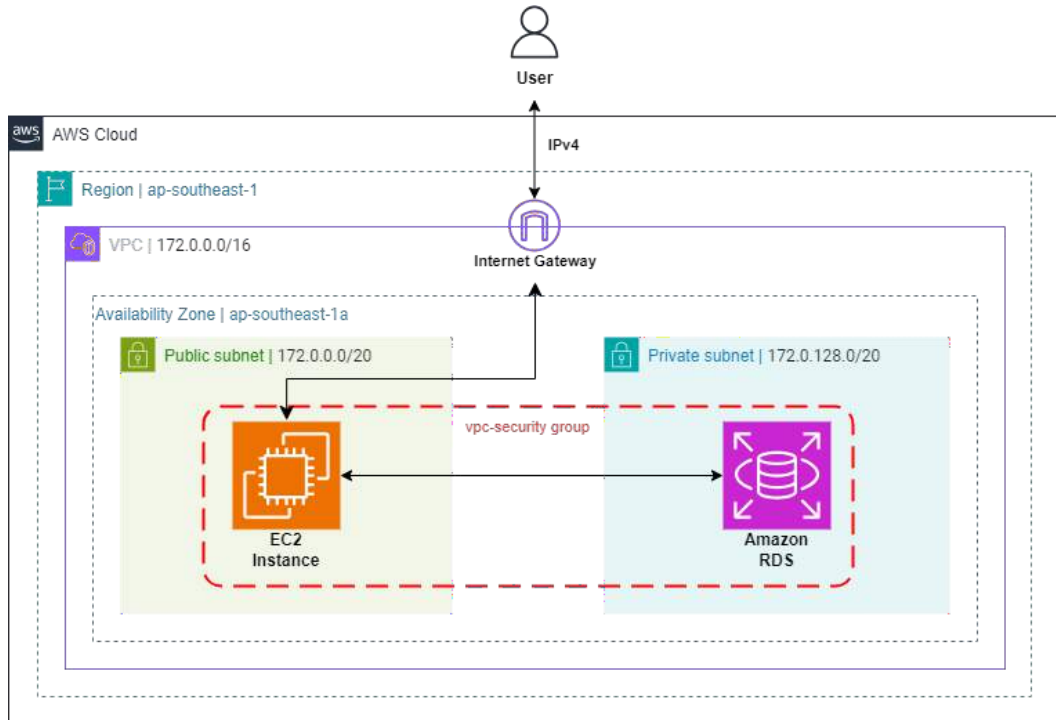 User
IPv4
aws
AWS Cloud
Region | ap-southeast-1
VPC | 172.0.0.0/16
Internet Gateway
Availability Zone | ap-southeast-1a
Public subnet | 172.0.0.0/20
Private subnet | 172.0.128.0/20
vpc-security group
EC2
Instance
Amazon
RDS